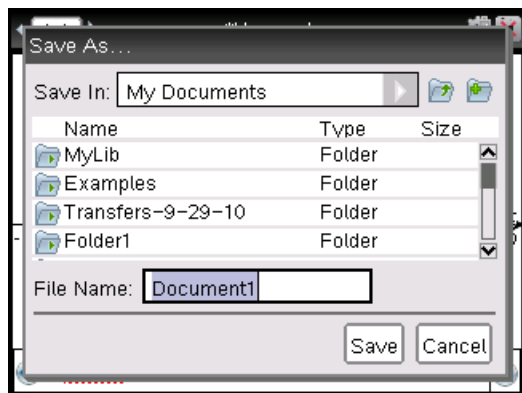 Save As...
Save In: My Documents
Name Type Size
MyLib Folder
Examples Folder
Transfers-9-29-10 Folder
Folder1 Folder
File Name: Document1
Save Cancel